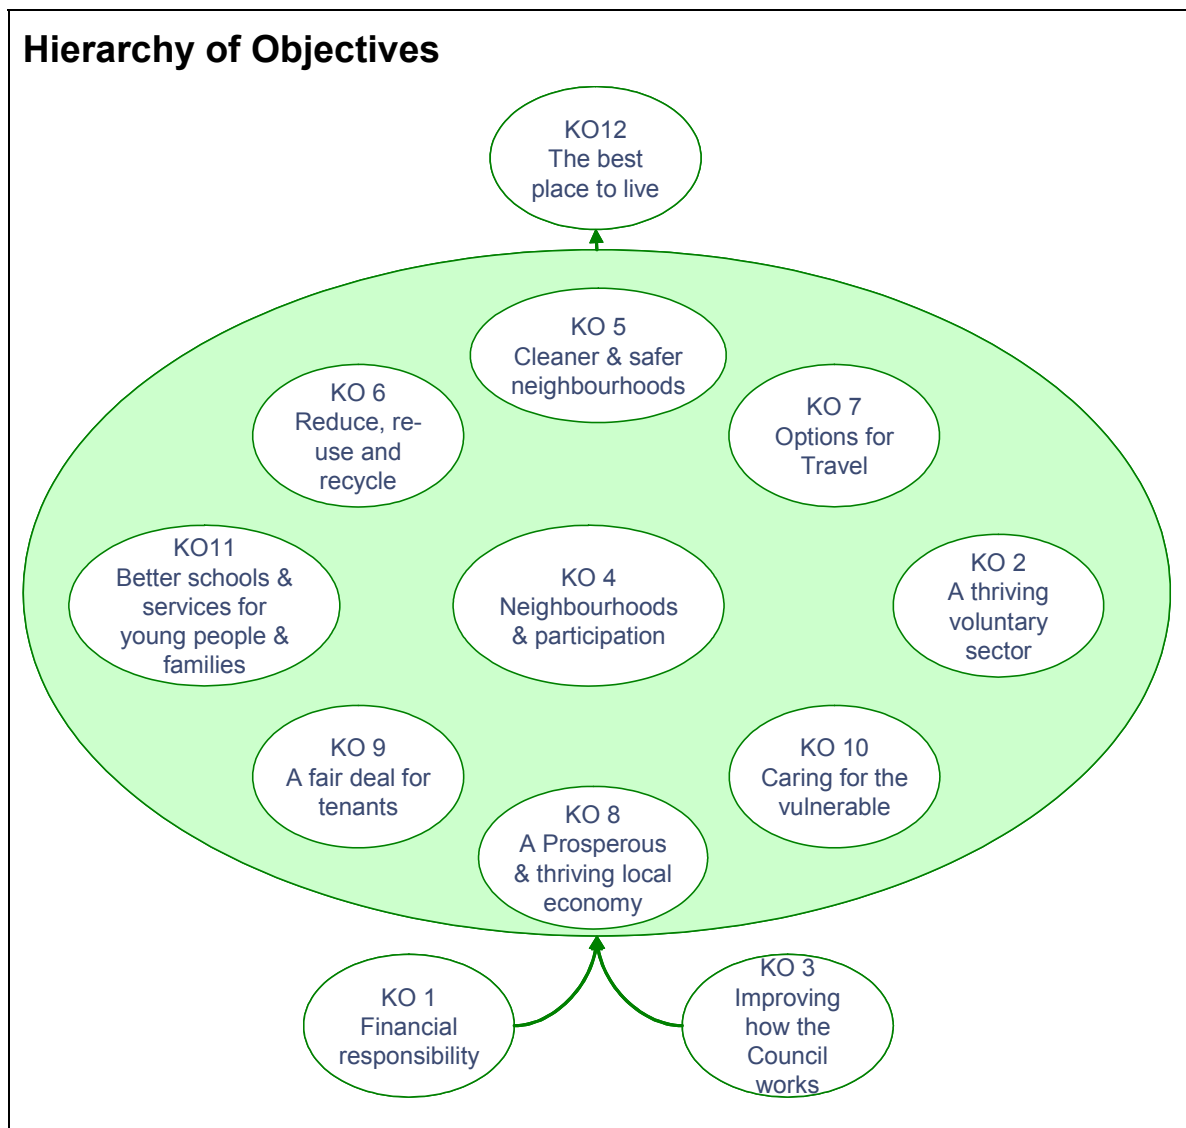 Hierarchy of Objectives
KO12
The best
place to live
KO 5
Cleaner & safer
neighbourhoods
KO 6
Reduce, re-
use and
recycle
KO 7
Options for
Travel
KO11
Better schools &
services for
young people &
families
KO 4
Neighbourhoods
& participation
KO 2
A thriving
voluntary
sector
KO 9
A fair deal for
tenants
KO 10
Caring for the
vulnerable
KO 8
A Prosperous
& thriving local
economy
KO 1
Financial
responsibility
KO 3
Improving
how the
Council
works